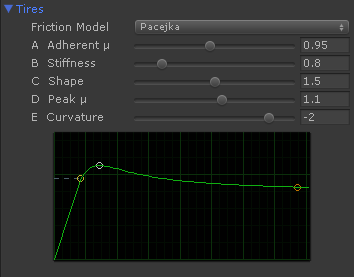 Tires
Friction Model Pacejka
A Adherent µ 0.95
B Stiffness 0.8
C Shape 1.5
D Peak µ 1.1
E Curvature -2